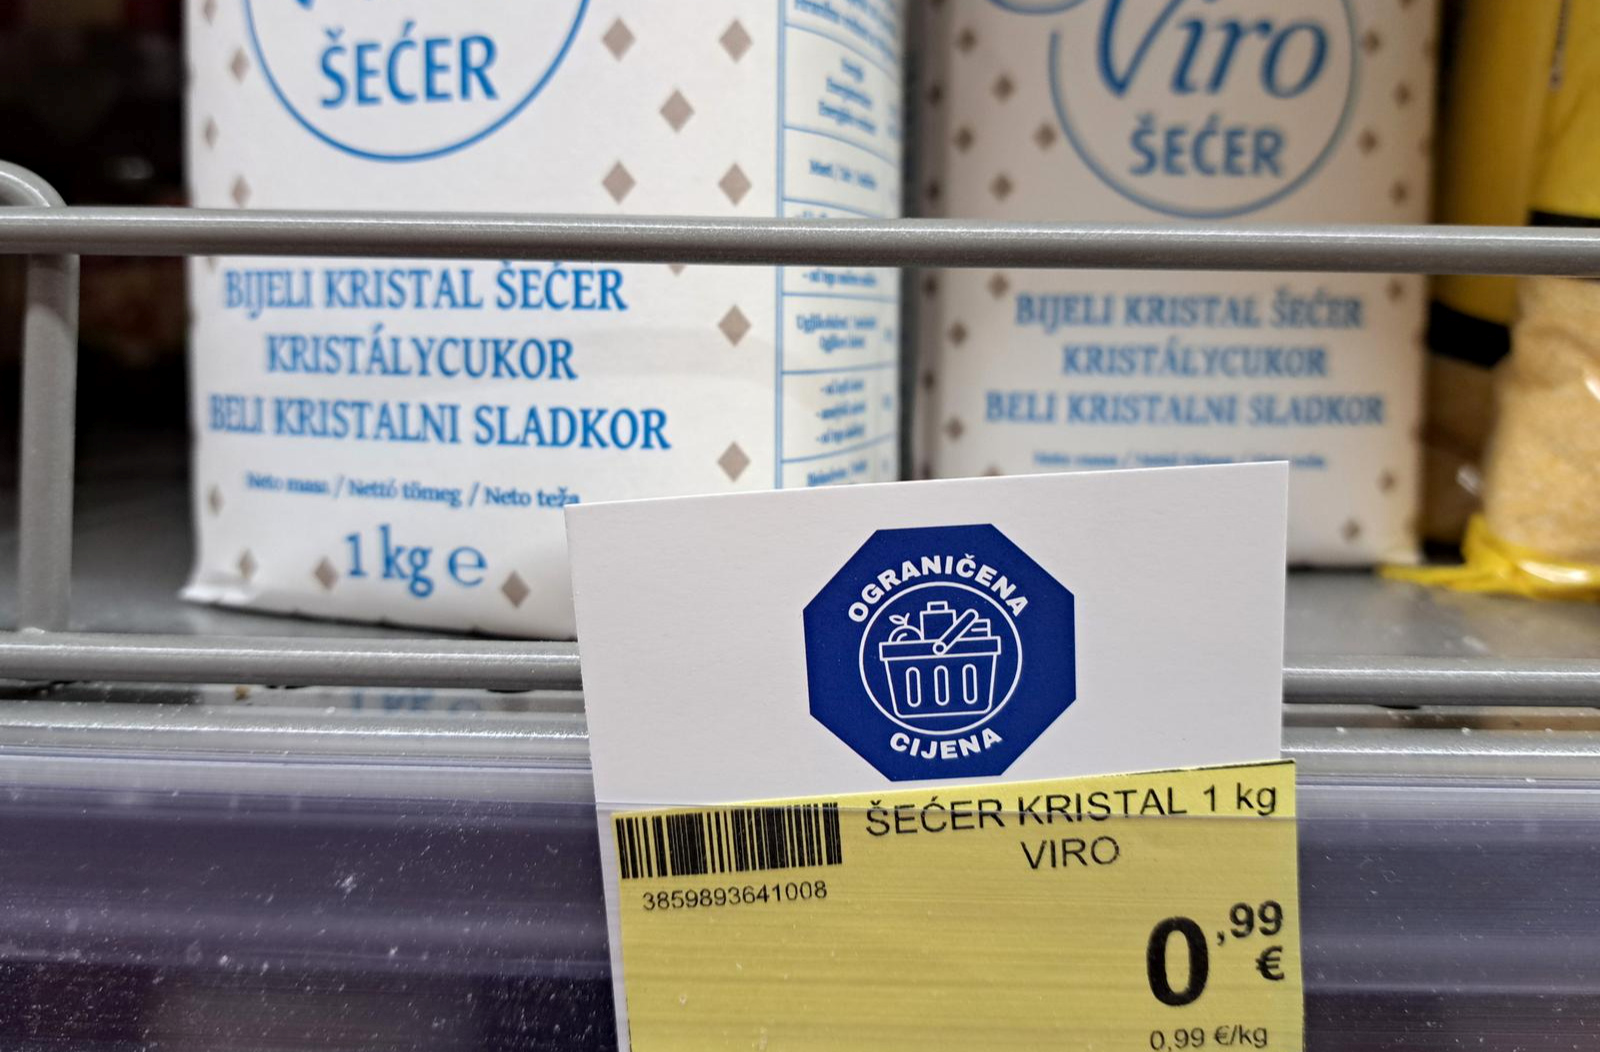 ŠEĆER
BIJELI KRISTAL ŠEĆER
KRISTÁLYCUKOR
BELI KRISTALNI SLADKOR
Neto masa / Nettó tömeg / Neto teža
1 kg e
Viro
ŠEĆER
BIJELI KRISTAL ŠEĆER
KRISTÁLYCUKOR
BELI KRISTALNI SLADKOR
OGRANIČENA
CIJENA
ŠEĆER KRISTAL 1 kg
VIRO
3859893641008
0,99
€
0,99 €/kg